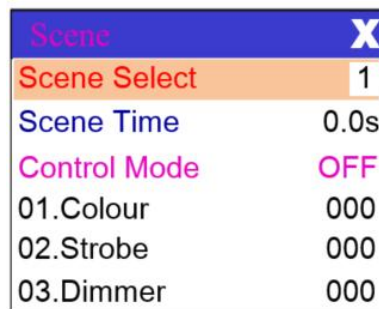 Scene X
Scene Select 1
Scene Time 0.0s
Control Mode OFF
01.Colour 000
02.Strobe 000
03.Dimmer 000